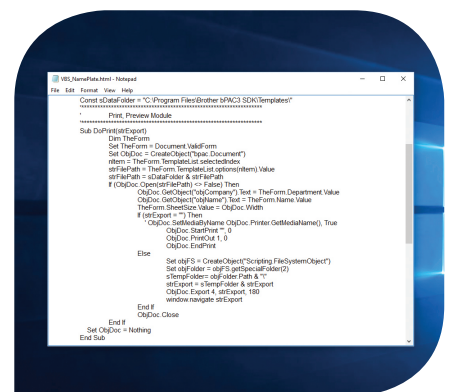 VBS_NamePlate.html - Notepad
File Edit Format View Help
Const sDataFolder = "C:\Program Files\Brother bPAC3 SDK\Templates\"
'*******************************************************************
' Print, Preview Module
'*******************************************************************
Sub DoPrint(strExport)
Dim TheForm
Set TheForm = Document.ValidForm
Set ObjDoc = CreateObject("bpac.Document")
nItem = TheForm.TemplateList.selectedIndex
strFilePath = TheForm.TemplateList.options(nItem).Value
strFilePath = sDataFolder & strFilePath
If (ObjDoc.Open(strFilePath) <> False) Then
ObjDoc.GetObject("objCompany").Text = TheForm.Department.Value
ObjDoc.GetObject("objName").Text = TheForm.Name.Value
TheForm.SheetSize.Value = ObjDoc.Width
If (strExport = "") Then
' ObjDoc.SetMediaByName ObjDoc.Printer.GetMediaName(), True
ObjDoc.StartPrint "", 0
ObjDoc.PrintOut 1, 0
ObjDoc.EndPrint
Else
Set objFS = CreateObject("Scripting.FileSystemObject")
Set objFolder = objFS.getSpecialFolder(2)
sTempFolder= objFolder.Path & "\"
strExport = sTempFolder & strExport
ObjDoc.Export 4, strExport, 180
window.navigate strExport
End If
ObjDoc.Close
End If
Set ObjDoc = Nothing
End Sub